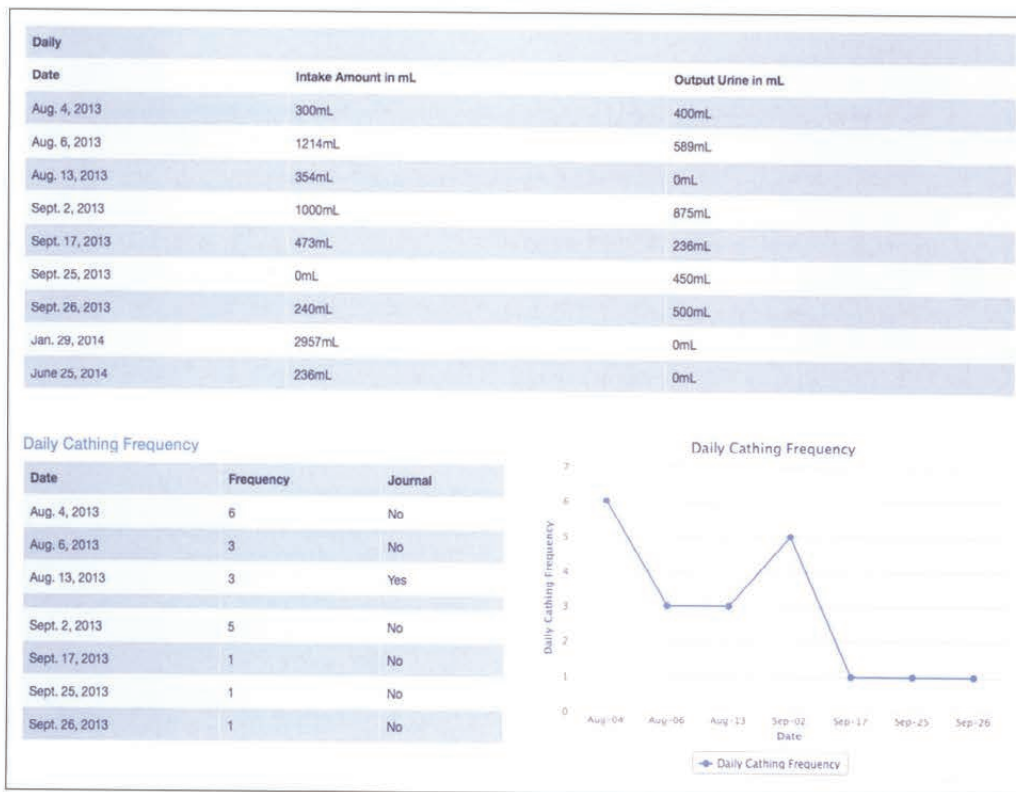 Daily
Date Intake Amount in mL Output Urine in mL
Aug. 4, 2013 300mL 400mL
Aug. 6, 2013 1214mL 589mL
Aug. 13, 2013 354mL 0mL
Sept. 2, 2013 1000mL 875mL
Sept. 17, 2013 473mL 236mL
Sept. 25, 2013 0mL 450mL
Sept. 26, 2013 240mL 500mL
Jan. 29, 2014 2957mL 0mL
June 25, 2014 236mL 0mL
Daily Cathing Frequency
Date Frequency Journal
Aug. 4, 2013 6 No
Aug. 6, 2013 3 No
Aug. 13, 2013 3 Yes
Sept. 2, 2013 5 No
Sept. 17, 2013 1 No
Sept. 25, 2013 1 No
Sept. 26, 2013 1 No
Daily Cathing Frequency
Daily Cathing Frequency
7
6
5
4
3
2
1
0
Aug-04 Aug-06 Aug-13 Sep-02 Sep-17 Sep-25 Sep-26
Date
Daily Cathing Frequency